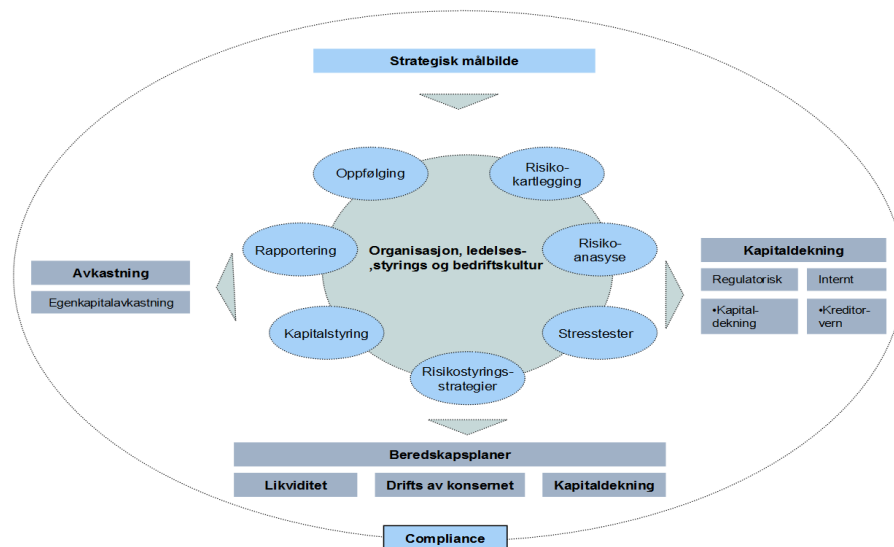 Strategisk målbilde
Oppfølging
Risiko-
kartlegging
Rapportering
Organisasjon, ledelses-
,styrings og bedriftskultur
Risiko-
analyse
Avkastning
Egenkapitalavkastning
Kapitaldekning
Regulatorisk
Internt
•Kapital-
dekning
•Kreditor-
vern
Kapitalstyring
Stresstester
Risikostyrings-
strategier
Beredskapsplaner
Likviditet
Drifts av konsernet
Kapitaldekning
Compliance